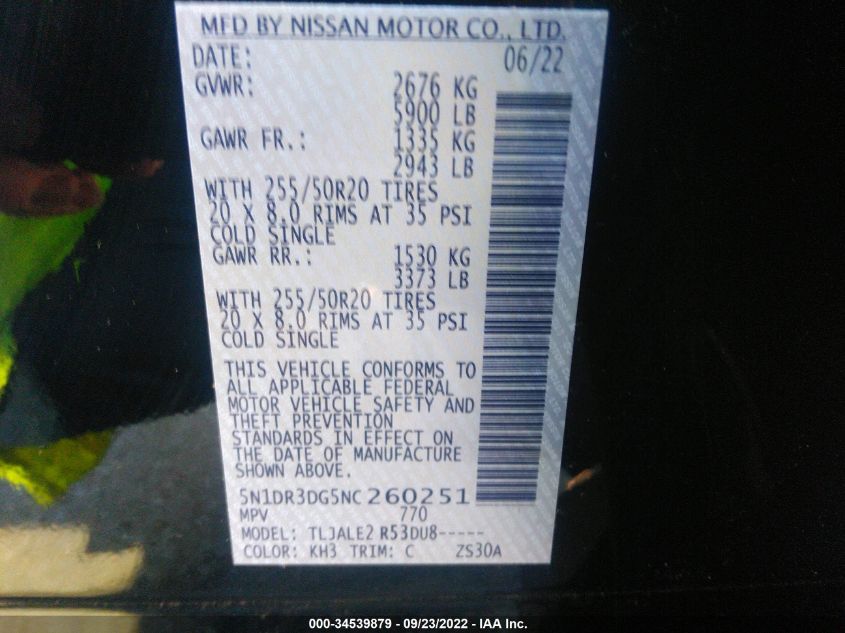 MFD BY NISSAN MOTOR CO., LTD.
DATE: 06/22
GVWR: 2676 KG
5900 LB
GAWR FR.: 1335 KG
2943 LB
WITH 255/50R20 TIRES
20 X 8.0 RIMS AT 35 PSI
COLD SINGLE
GAWR RR.: 1530 KG
3373 LB
WITH 255/50R20 TIRES
20 X 8.0 RIMS AT 35 PSI
COLD SINGLE
THIS VEHICLE CONFORMS TO
ALL APPLICABLE FEDERAL
MOTOR VEHICLE SAFETY AND
THEFT PREVENTION
STANDARDS IN EFFECT ON
THE DATE OF MANUFACTURE
SHOWN ABOVE.
5N1DR3DG5NC260251
MPV 770
MODEL: TLJALE2 R53DU8-----
COLOR: KH3 TRIM: C ZS30A
000-34539879 - 09/23/2022 - IAA Inc.